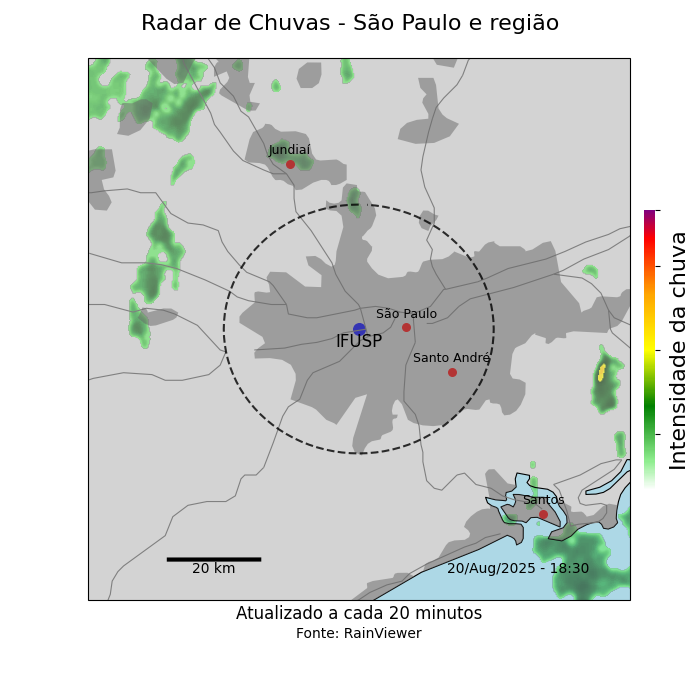 Radar de Chuvas - São Paulo e região
Jundiaí
São Paulo
IFUSP
Santo André
Intensidade da chuva
Santos
20 km
20/Aug/2025 - 18:30
Atualizado a cada 20 minutos
Fonte: RainViewer